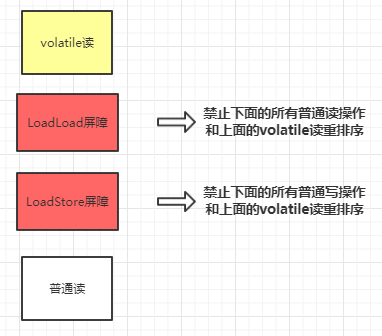 volatile读
LoadLoad屏障
禁止下面的所有普通读操作
和上面的volatile读重排序
LoadStore屏障
禁止下面的所有普通写操作
和上面的volatile读重排序
普通读